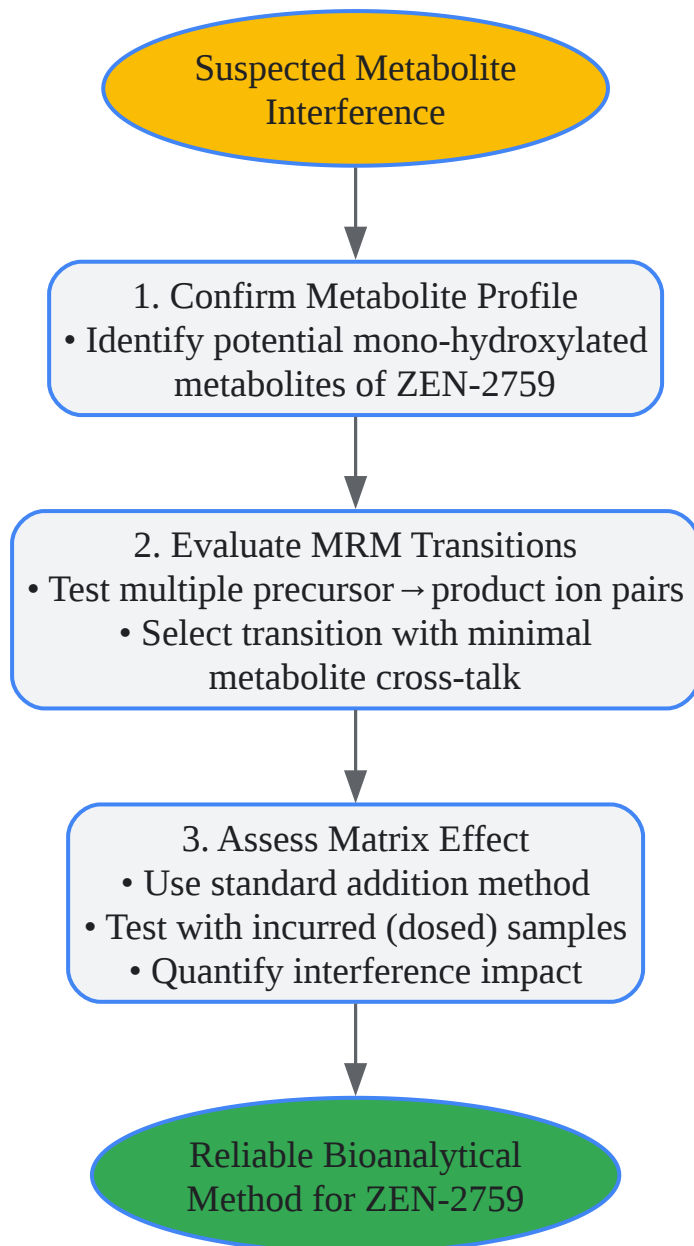 Suspected Metabolite
Interference
1. Confirm Metabolite Profile
• Identify potential mono-hydroxylated
metabolites of ZEN-2759
2. Evaluate MRM Transitions
• Test multiple precursor→product ion pairs
• Select transition with minimal
metabolite cross-talk
3. Assess Matrix Effect
• Use standard addition method
• Test with incurred (dosed) samples
• Quantify interference impact
Reliable Bioanalytical
Method for ZEN-2759